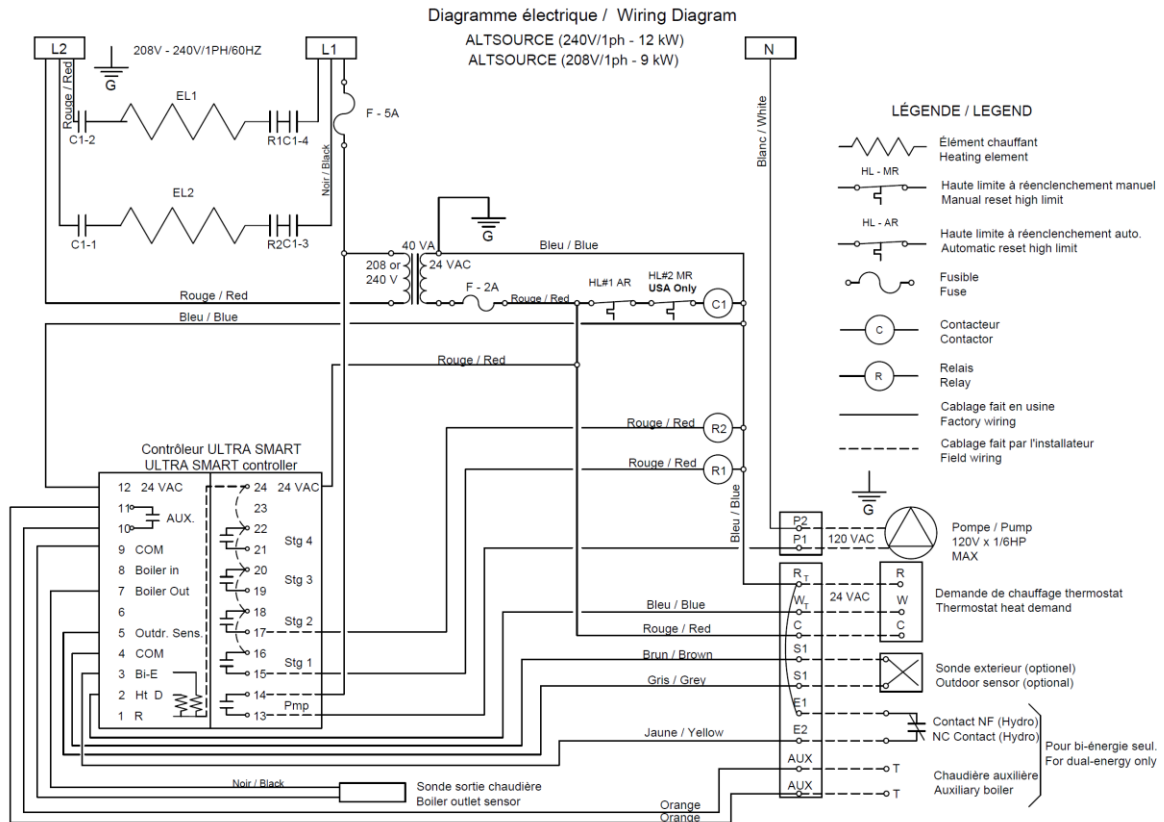 Diagramme électrique / Wiring Diagram
ALTSOURCE (240V/1ph - 12 kW)
ALTSOURCE (208V/1ph - 9 kW)
L2
208V - 240V/1PH/60HZ
L1
N
G
Rouge / Red
EL1
C1-2
R1C1-4
F - 5A
Noir / Black
Blanc / White
EL2
C1-1
R2C1-3
G
40 VA
208 or
240 V
24 VAC
Bleu / Blue
F - 2A
Rouge / Red
Rouge / Red
HL#1 AR
HL#2 MR
USA Only
C1
Bleu / Blue
Rouge / Red
Rouge / Red
R2
Rouge / Red
R1
Bleu / Blue
LÉGENDE / LEGEND
Élément chauffant
Heating element
HL - MR
Haute limite à réenclenchement manuel
Manual reset high limit
HL - AR
Haute limite à réenclenchement auto.
Automatic reset high limit
Fusible
Fuse
C
Contacteur
Contactor
R
Relais
Relay
Cablage fait en usine
Factory wiring
Cablage fait par l'installateur
Field wiring
G
Contrôleur ULTRA SMART
ULTRA SMART controller
12 24 VAC
11
AUX.
10
9 COM
8 Boiler in
7 Boiler Out
6
5 Outdr. Sens.
4 COM
3 Bi-E
2 Ht D
1 R
24 24 VAC
23
22
Stg 4
21
20
Stg 3
19
18
Stg 2
17
16
Stg 1
15
14
Pmp
13
P2
P1
120 VAC
Pompe / Pump
120V x 1/6HP
MAX
RT
WT
C
S1
S1
E1
E2
AUX
AUX
24 VAC
R
W
C
Demande de chauffage thermostat
Thermostat heat demand
Bleu / Blue
Rouge / Red
Brun / Brown
Gris / Grey
Sonde exterieur (optionel)
Outdoor sensor (optional)
Jaune / Yellow
Contact NF (Hydro)
NC Contact (Hydro)
Pour bi-énergie seul.
For dual-energy only
T
T
Chaudière auxilière
Auxiliary boiler
Noir / Black
Sonde sortie chaudière
Boiler outlet sensor
Orange
Orange